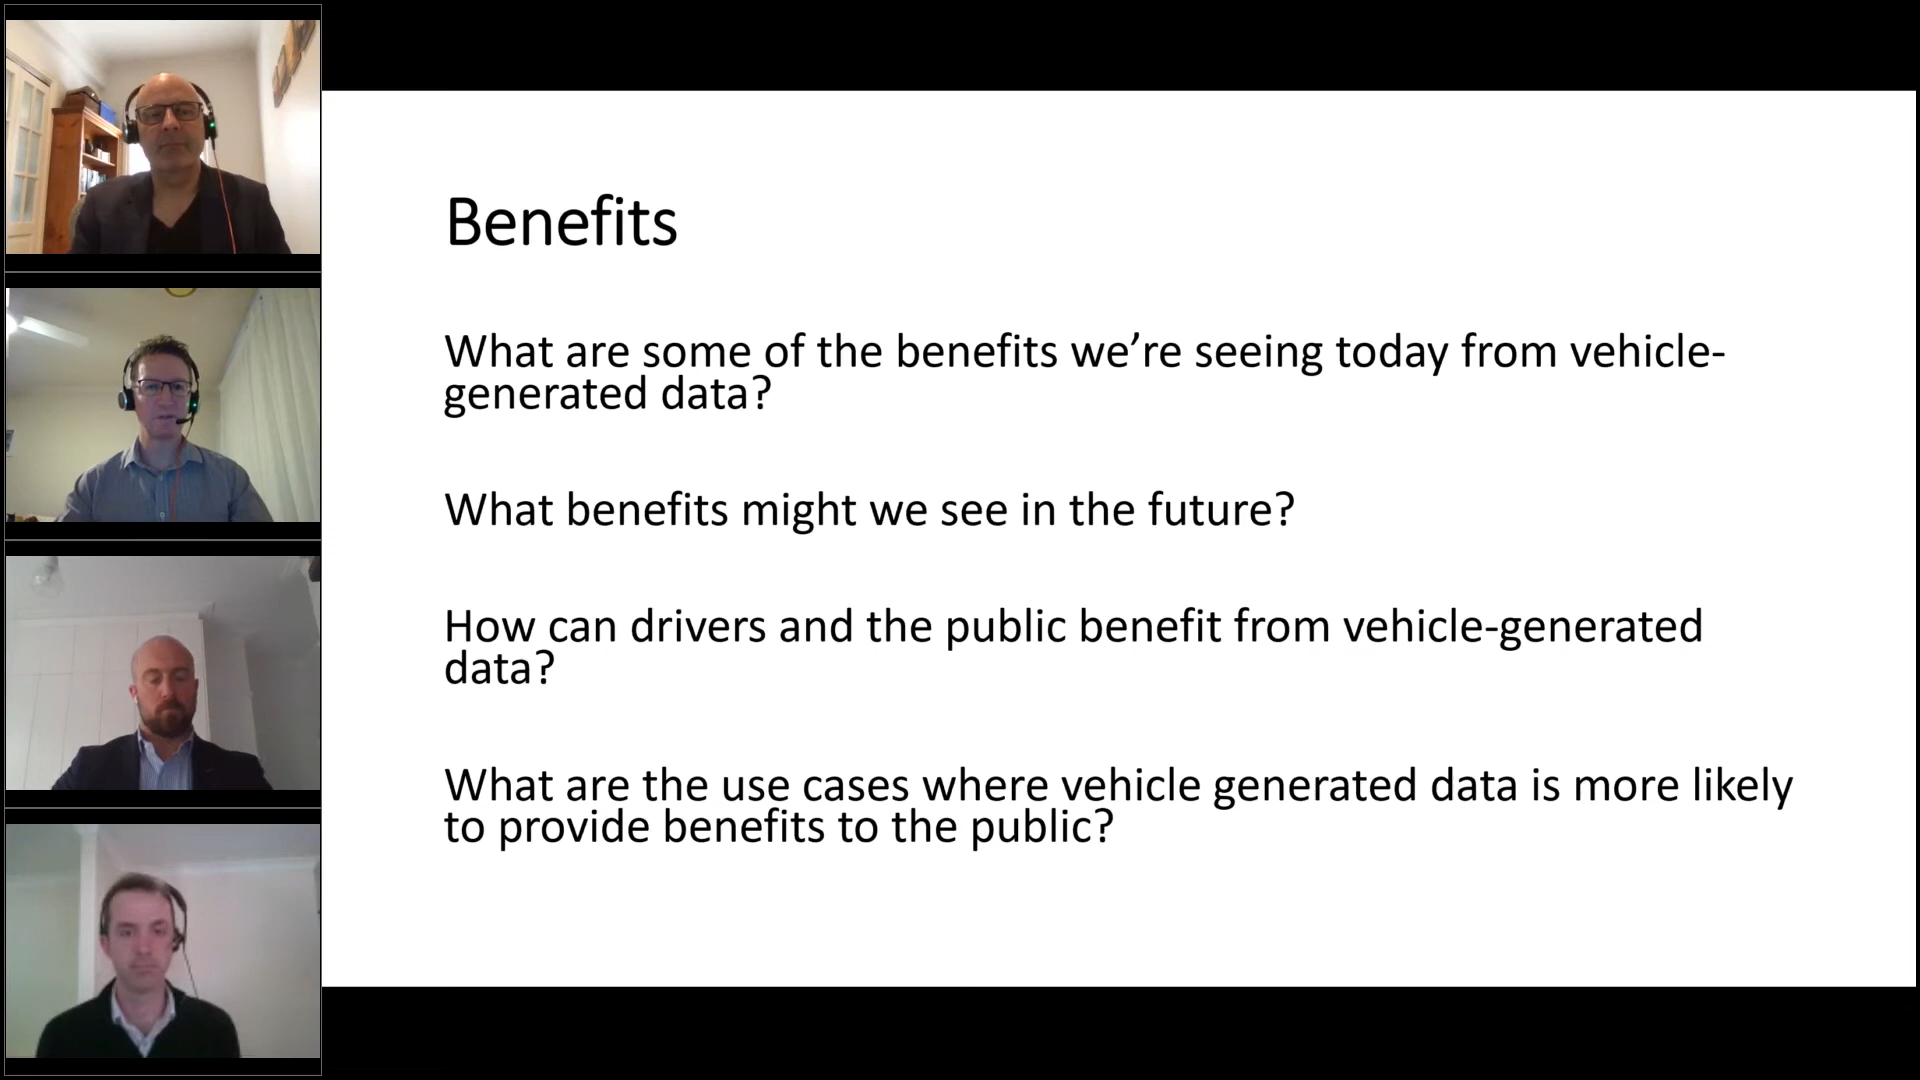 Benefits
What are some of the benefits we’re seeing today from vehicle-
generated data?
What benefits might we see in the future?
How can drivers and the public benefit from vehicle-generated
data?
What are the use cases where vehicle generated data is more likely
to provide benefits to the public?